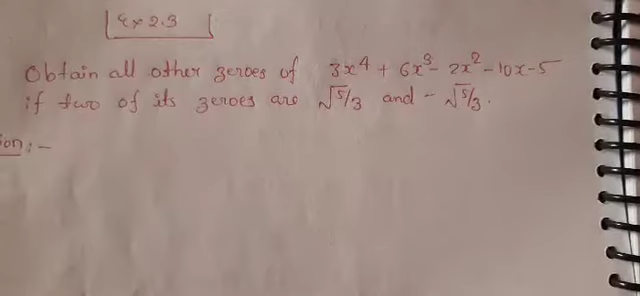 Ex 2.3
Obtain all other zeroes of 3x⁴ + 6x³ - 2x² - 10x - 5
if two of its zeroes are √5/3 and - √5/3.
ion:-